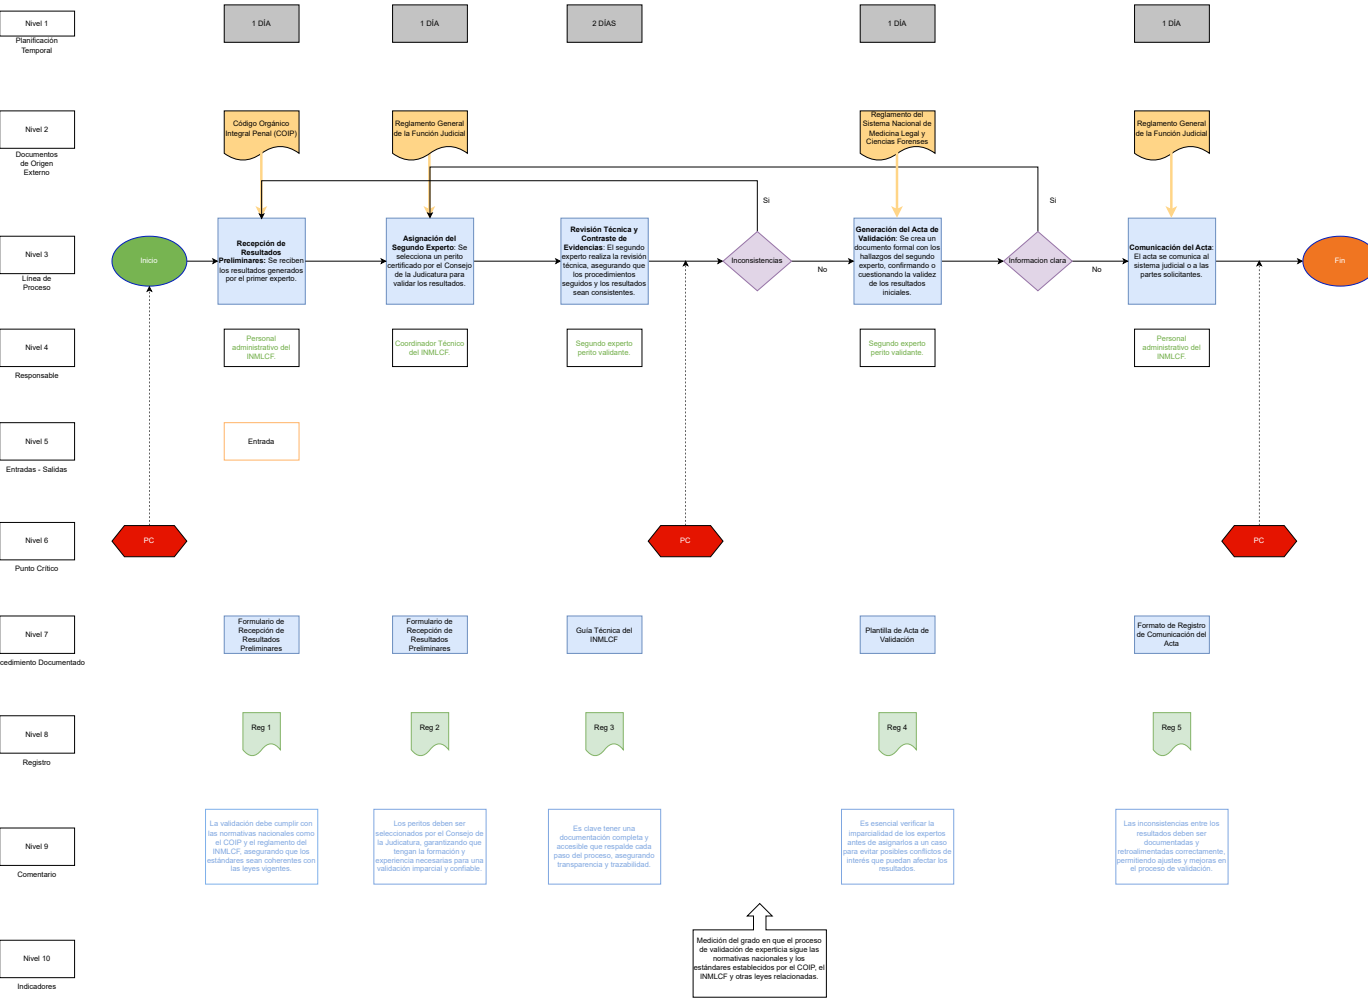 Nivel 1
Planificación
Temporal
1 DÍA
1 DÍA
2 DÍAS
1 DÍA
1 DÍA
Nivel 2
Documentos
de Origen
Externo
Código Orgánico
Integral Penal (COIP)
Reglamento General
de la Función Judicial
Reglamento del
Sistema Nacional de
Medicina Legal y
Ciencias Forenses
Reglamento General
de la Función Judicial
Si
Si
Nivel 3
Línea de
Proceso
Inicio
Recepción de
Resultados
Preliminares: Se reciben
los resultados generados
por el primer experto.
Asignación del
Segundo Experto: Se
selecciona un perito
certificado por el Consejo
de la Judicatura para
validar los resultados.
Revisión Técnica y
Contraste de
Evidencias: El segundo
experto realiza la revisión
técnica, asegurando que
los procedimientos
seguidos y los resultados
sean consistentes.
Inconsistencias
No
Generación del Acta de
Validación: Se crea un
documento formal con los
hallazgos del segundo
experto, confirmando o
cuestionando la validez
de los resultados
iniciales.
Informacion clara
No
Comunicación del Acta:
El acta se comunica al
sistema judicial o a las
partes solicitantes.
Fin
Nivel 4
Responsable
Personal
administrativo del
INMLCF.
Coordinador Técnico
del INMLCF.
Segundo experto
perito validante.
Segundo experto
perito validante.
Personal
administrativo del
INMLCF.
Nivel 5
Entradas - Salidas
Entrada
Nivel 6
Punto Crítico
PC
PC
PC
Nivel 7
cedimiento Documentado
Formulario de
Recepción de
Resultados
Preliminares
Formulario de
Recepción de
Resultados
Preliminares
Guía Técnica del
INMLCF
Plantilla de Acta de
Validación
Formato de Registro
de Comunicación del
Acta
Nivel 8
Registro
Reg 1
Reg 2
Reg 3
Reg 4
Reg 5
Nivel 9
Comentario
La validación debe cumplir con
las normativas nacionales como
el COIP y el reglamento del
INMLCF, asegurando que los
estándares sean coherentes con
las leyes vigentes.
Los peritos deben ser
seleccionados por el Consejo de
la Judicatura, garantizando que
tengan la formación y
experiencia necesarias para una
validación imparcial y confiable.
Es clave tener una
documentación completa y
accesible que respalde cada
paso del proceso, asegurando
transparencia y trazabilidad.
Es esencial verificar la
imparcialidad de los expertos
antes de asignarlos a un caso
para evitar posibles conflictos de
interés que puedan afectar los
resultados.
Las inconsistencias entre los
resultados deben ser
documentadas y
retroalimentadas correctamente,
permitiendo ajustes y mejoras en
el proceso de validación.
Nivel 10
Indicadores
Medición del grado en que el proceso
de validación de experticia sigue las
normativas nacionales y los
estándares establecidos por el COIP, el
INMLCF y otras leyes relacionadas.